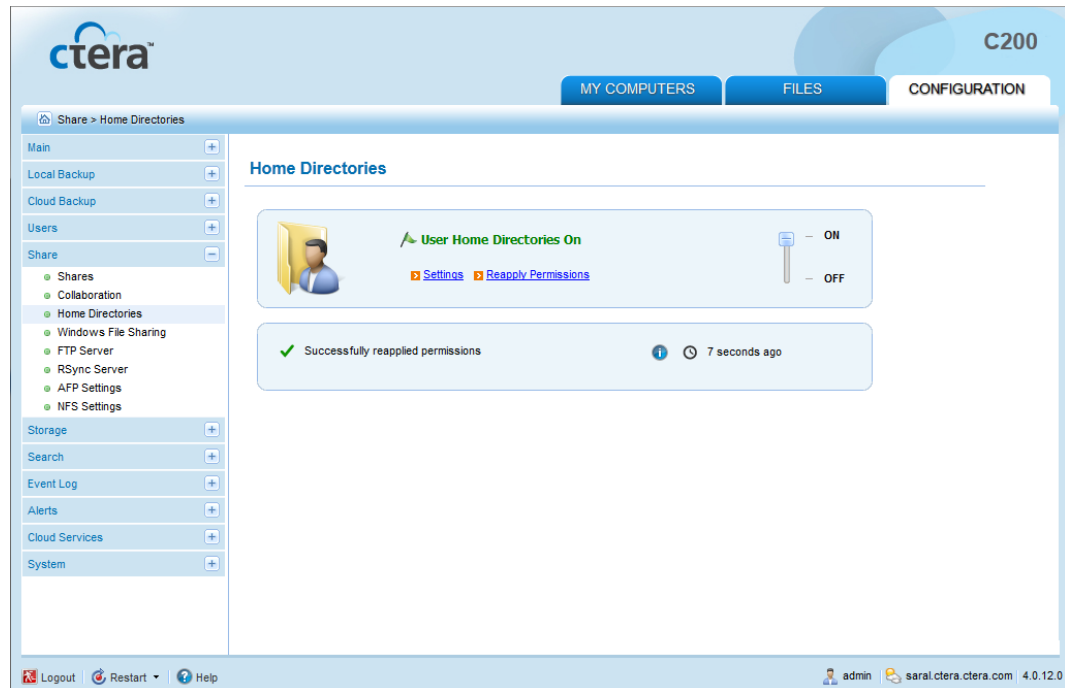 ctera™
C200
MY COMPUTERS
FILES
CONFIGURATION
Share > Home Directories
Main
Local Backup
Cloud Backup
Users
Share
Shares
Collaboration
Home Directories
Windows File Sharing
FTP Server
RSync Server
AFP Settings
NFS Settings
Storage
Search
Event Log
Alerts
Cloud Services
System
Home Directories
User Home Directories On
Settings Reapply Permissions
ON
OFF
Successfully reapplied permissions
7 seconds ago
Logout Restart Help
admin saral.ctera.ctera.com 4.0.12.0